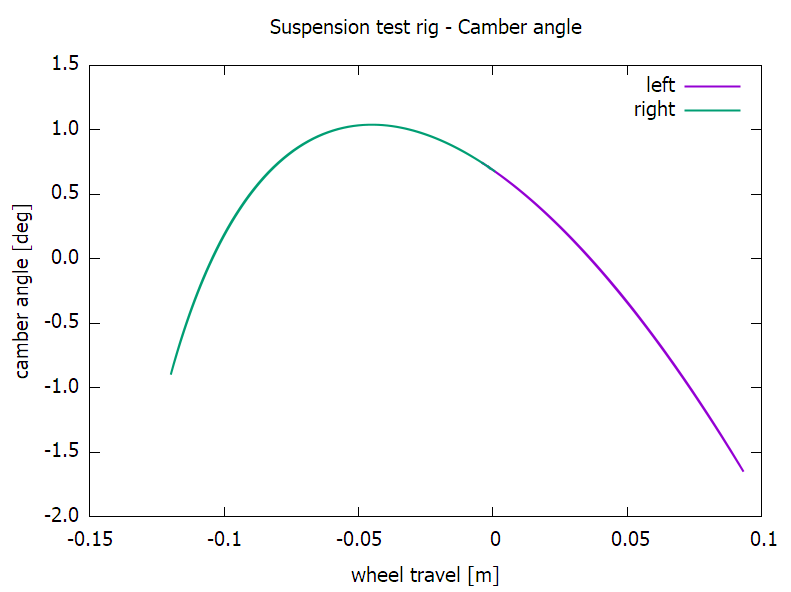 Suspension test rig - Camber angle
left
right
1.5
1.0
0.5
0.0
-0.5
-1.0
-1.5
-2.0
camber angle [deg]
-0.15
-0.1
-0.05
0
0.05
0.1
wheel travel [m]